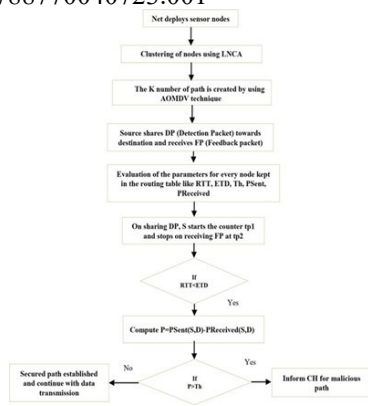 Net deploys sensor nodes
Clustering of nodes using LNCA
The K number of path is created by using
AOMDV technique
Source shares DP (Detection Packet) towards
destination and receives FP (Feedback packet)
Evaluation of the parameters for every node kept
in the routing table like RTT, ETD, Th, PSent,
PReceived
On sharing DP, S starts the counter tp1
and stops on receiving FP at tp2
If
RTT<ETD
Yes
Compute P=PSent(S,D)-PReceived(S,D)
No
Yes
Secured path established
and continue with data
transmission
If
P>Th
Inform CH for malicious
path